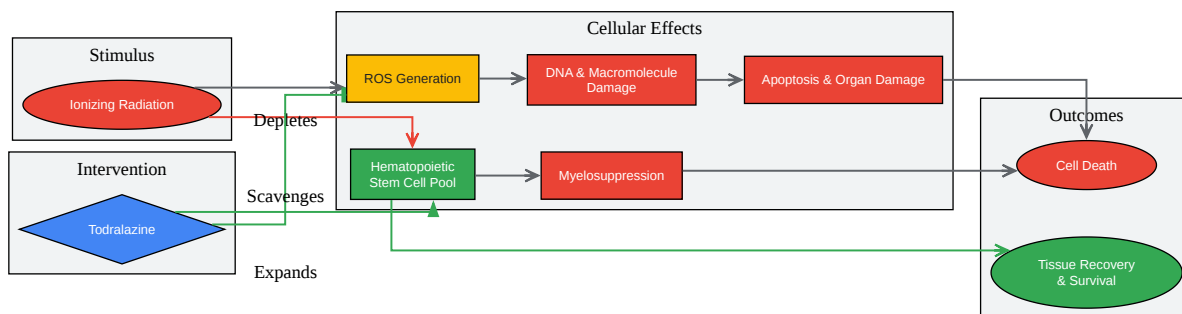 Stimulus
Ionizing Radiation
Intervention
Todralazine
Depletes
Scavenges
Expands
Cellular Effects
ROS Generation
DNA & Macromolecule
Damage
Apoptosis & Organ Damage
Hematopoietic
Stem Cell Pool
Myelosuppression
Outcomes
Cell Death
Tissue Recovery
& Survival